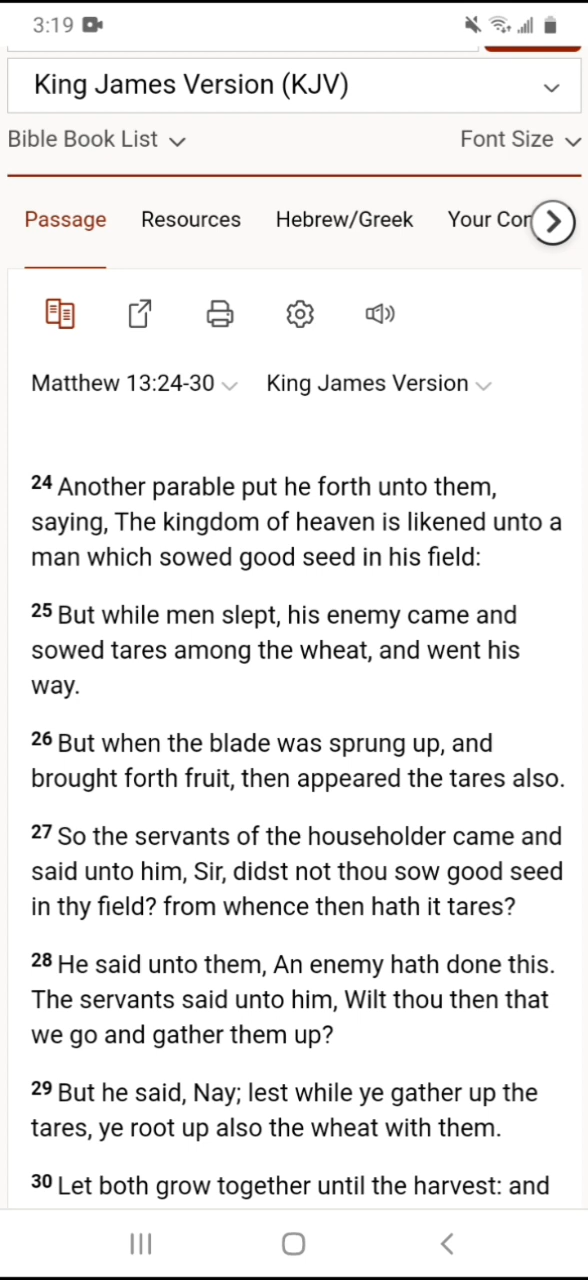 3:19
King James Version (KJV)
Bible Book List
Font Size
Passage Resources Hebrew/Greek Your Cor
Matthew 13:24-30 King James Version
24 Another parable put he forth unto them,
saying, The kingdom of heaven is likened unto a
man which sowed good seed in his field:
25 But while men slept, his enemy came and
sowed tares among the wheat, and went his
way.
26 But when the blade was sprung up, and
brought forth fruit, then appeared the tares also.
27 So the servants of the householder came and
said unto him, Sir, didst not thou sow good seed
in thy field? from whence then hath it tares?
28 He said unto them, An enemy hath done this.
The servants said unto him, Wilt thou then that
we go and gather them up?
29 But he said, Nay; lest while ye gather up the
tares, ye root up also the wheat with them.
30 Let both grow together until the harvest: and